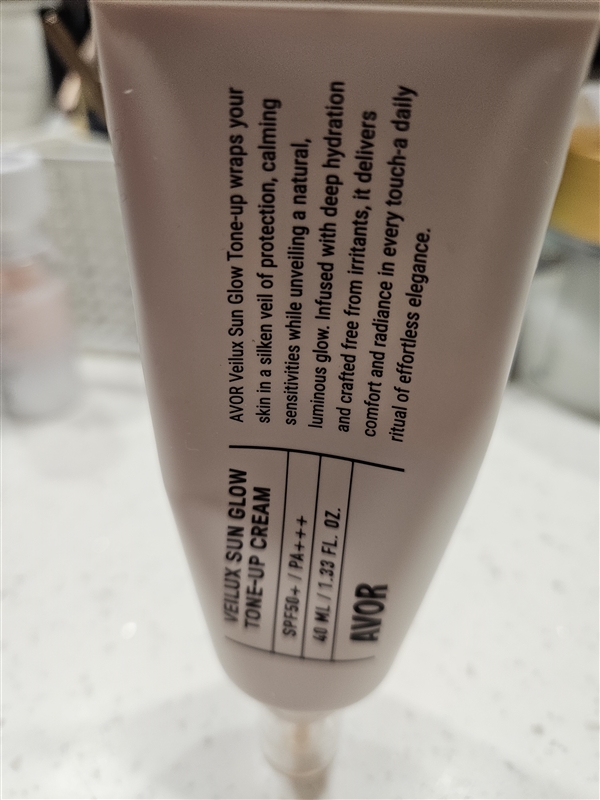 AVOR Veilux Sun Glow Tone-up wraps your
skin in a silken veil of protection, calming
sensitivities while unveiling a natural,
luminous glow. Infused with deep hydration
and crafted free from irritants, it delivers
comfort and radiance in every touch-a daily
ritual of effortless elegance.
VEILUX SUN GLOW
TONE-UP CREAM
SPF50+ / PA+++
40 ML / 1.33 FL. OZ.
AVOR